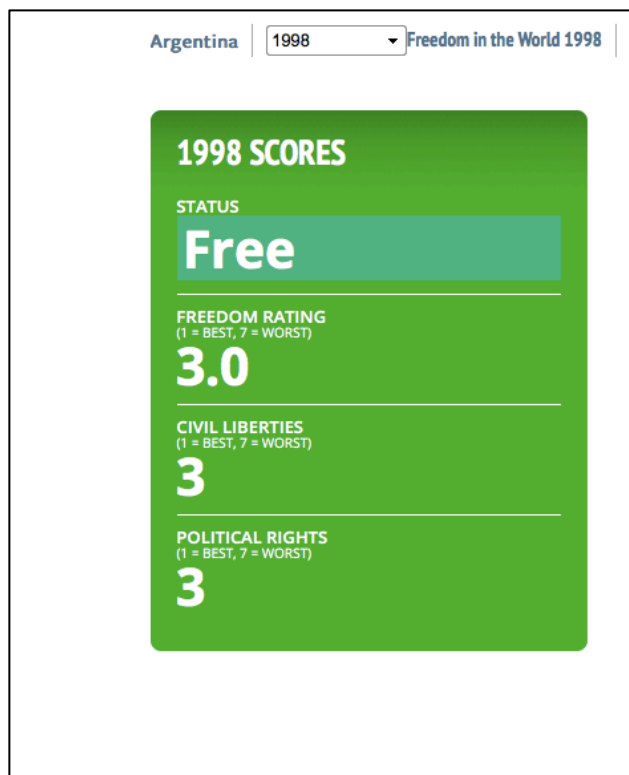 Argentina 1998 Freedom in the World 1998
1998 SCORES
STATUS
Free
FREEDOM RATING
(1 = BEST, 7 = WORST)
3.0
CIVIL LIBERTIES
(1 = BEST, 7 = WORST)
3
POLITICAL RIGHTS
(1 = BEST, 7 = WORST)
3